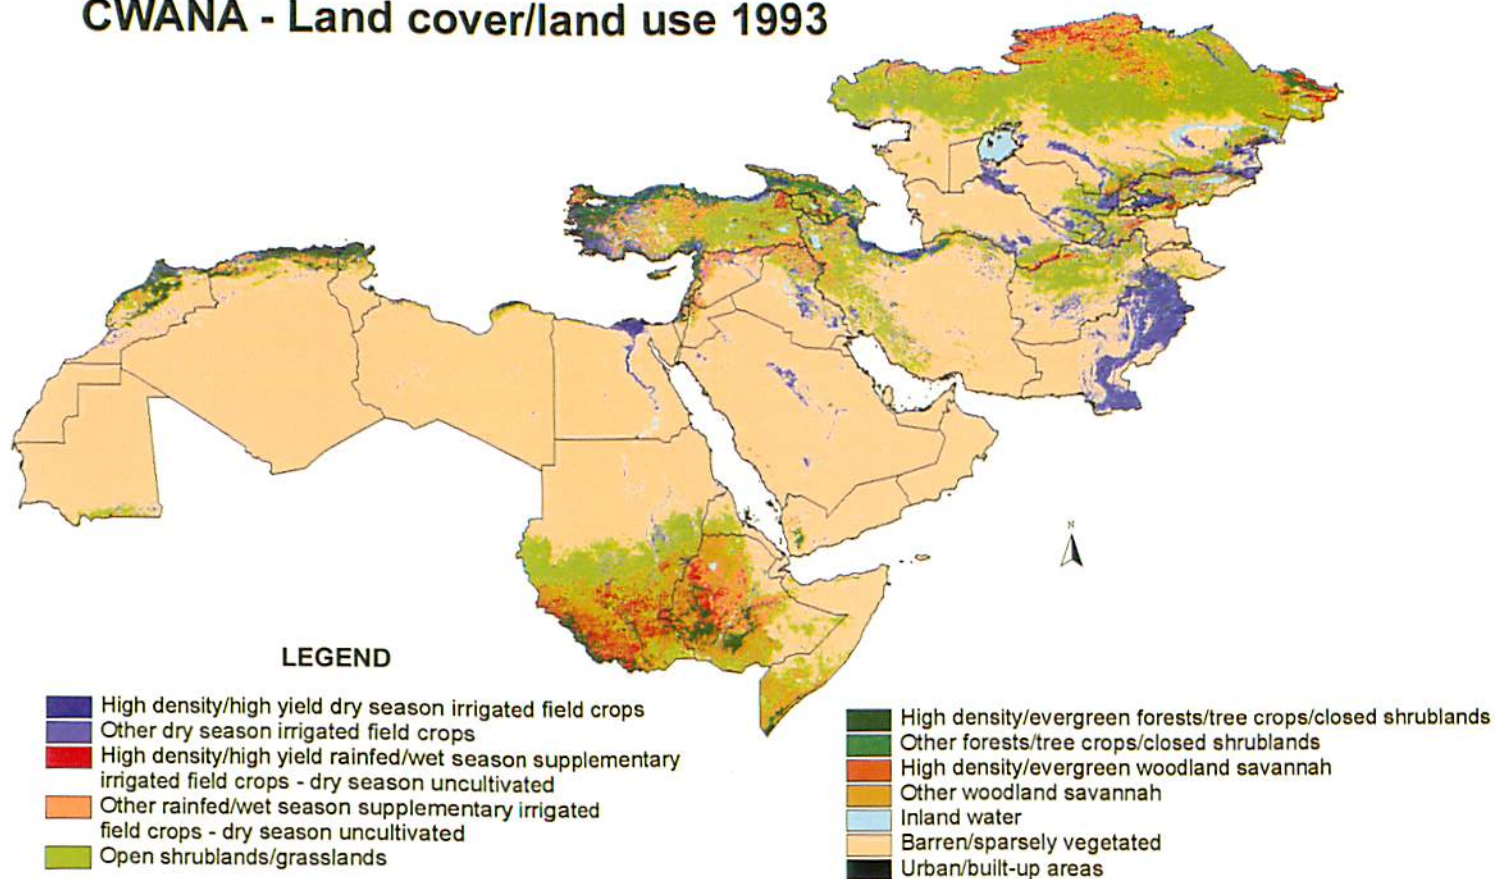 CWANA - Land cover/land use 1993
N
LEGEND
High density/high yield dry season irrigated field crops
Other dry season irrigated field crops
High density/high yield rainfed/wet season supplementary
irrigated field crops - dry season uncultivated
Other rainfed/wet season supplementary irrigated
field crops - dry season uncultivated
Open shrublands/grasslands
High density/evergreen forests/tree crops/closed shrublands
Other forests/tree crops/closed shrublands
High density/evergreen woodland savannah
Other woodland savannah
Inland water
Barren/sparsely vegetated
Urban/built-up areas